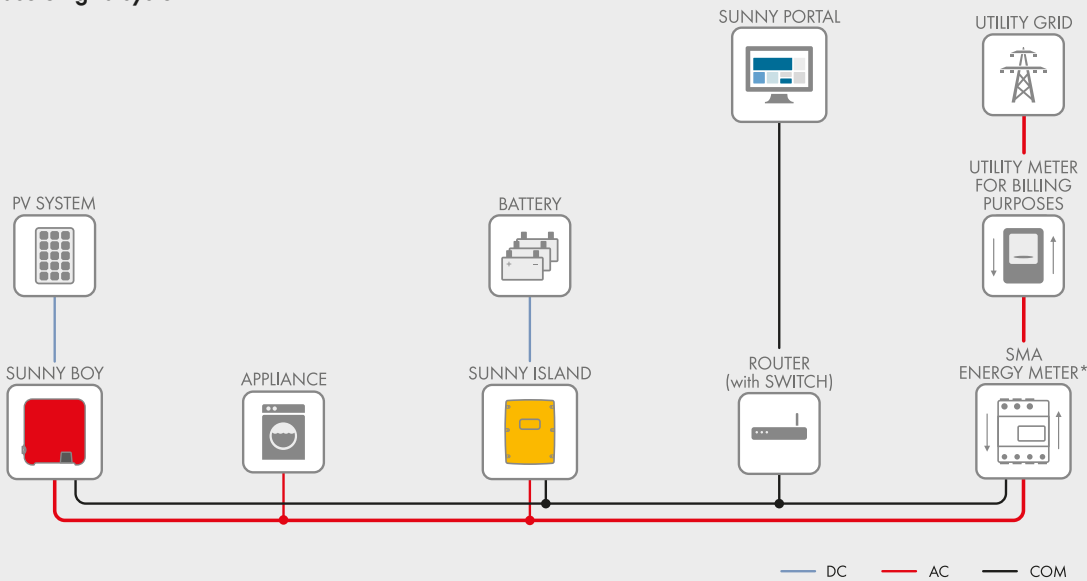 SUNNY PORTAL
UTILITY GRID
UTILITY METER
FOR BILLING
PURPOSES
PV SYSTEM
BATTERY
SUNNY BOY
APPLIANCE
SUNNY ISLAND
ROUTER
(with SWITCH)
SMA
ENERGY METER*
DC
AC
COM